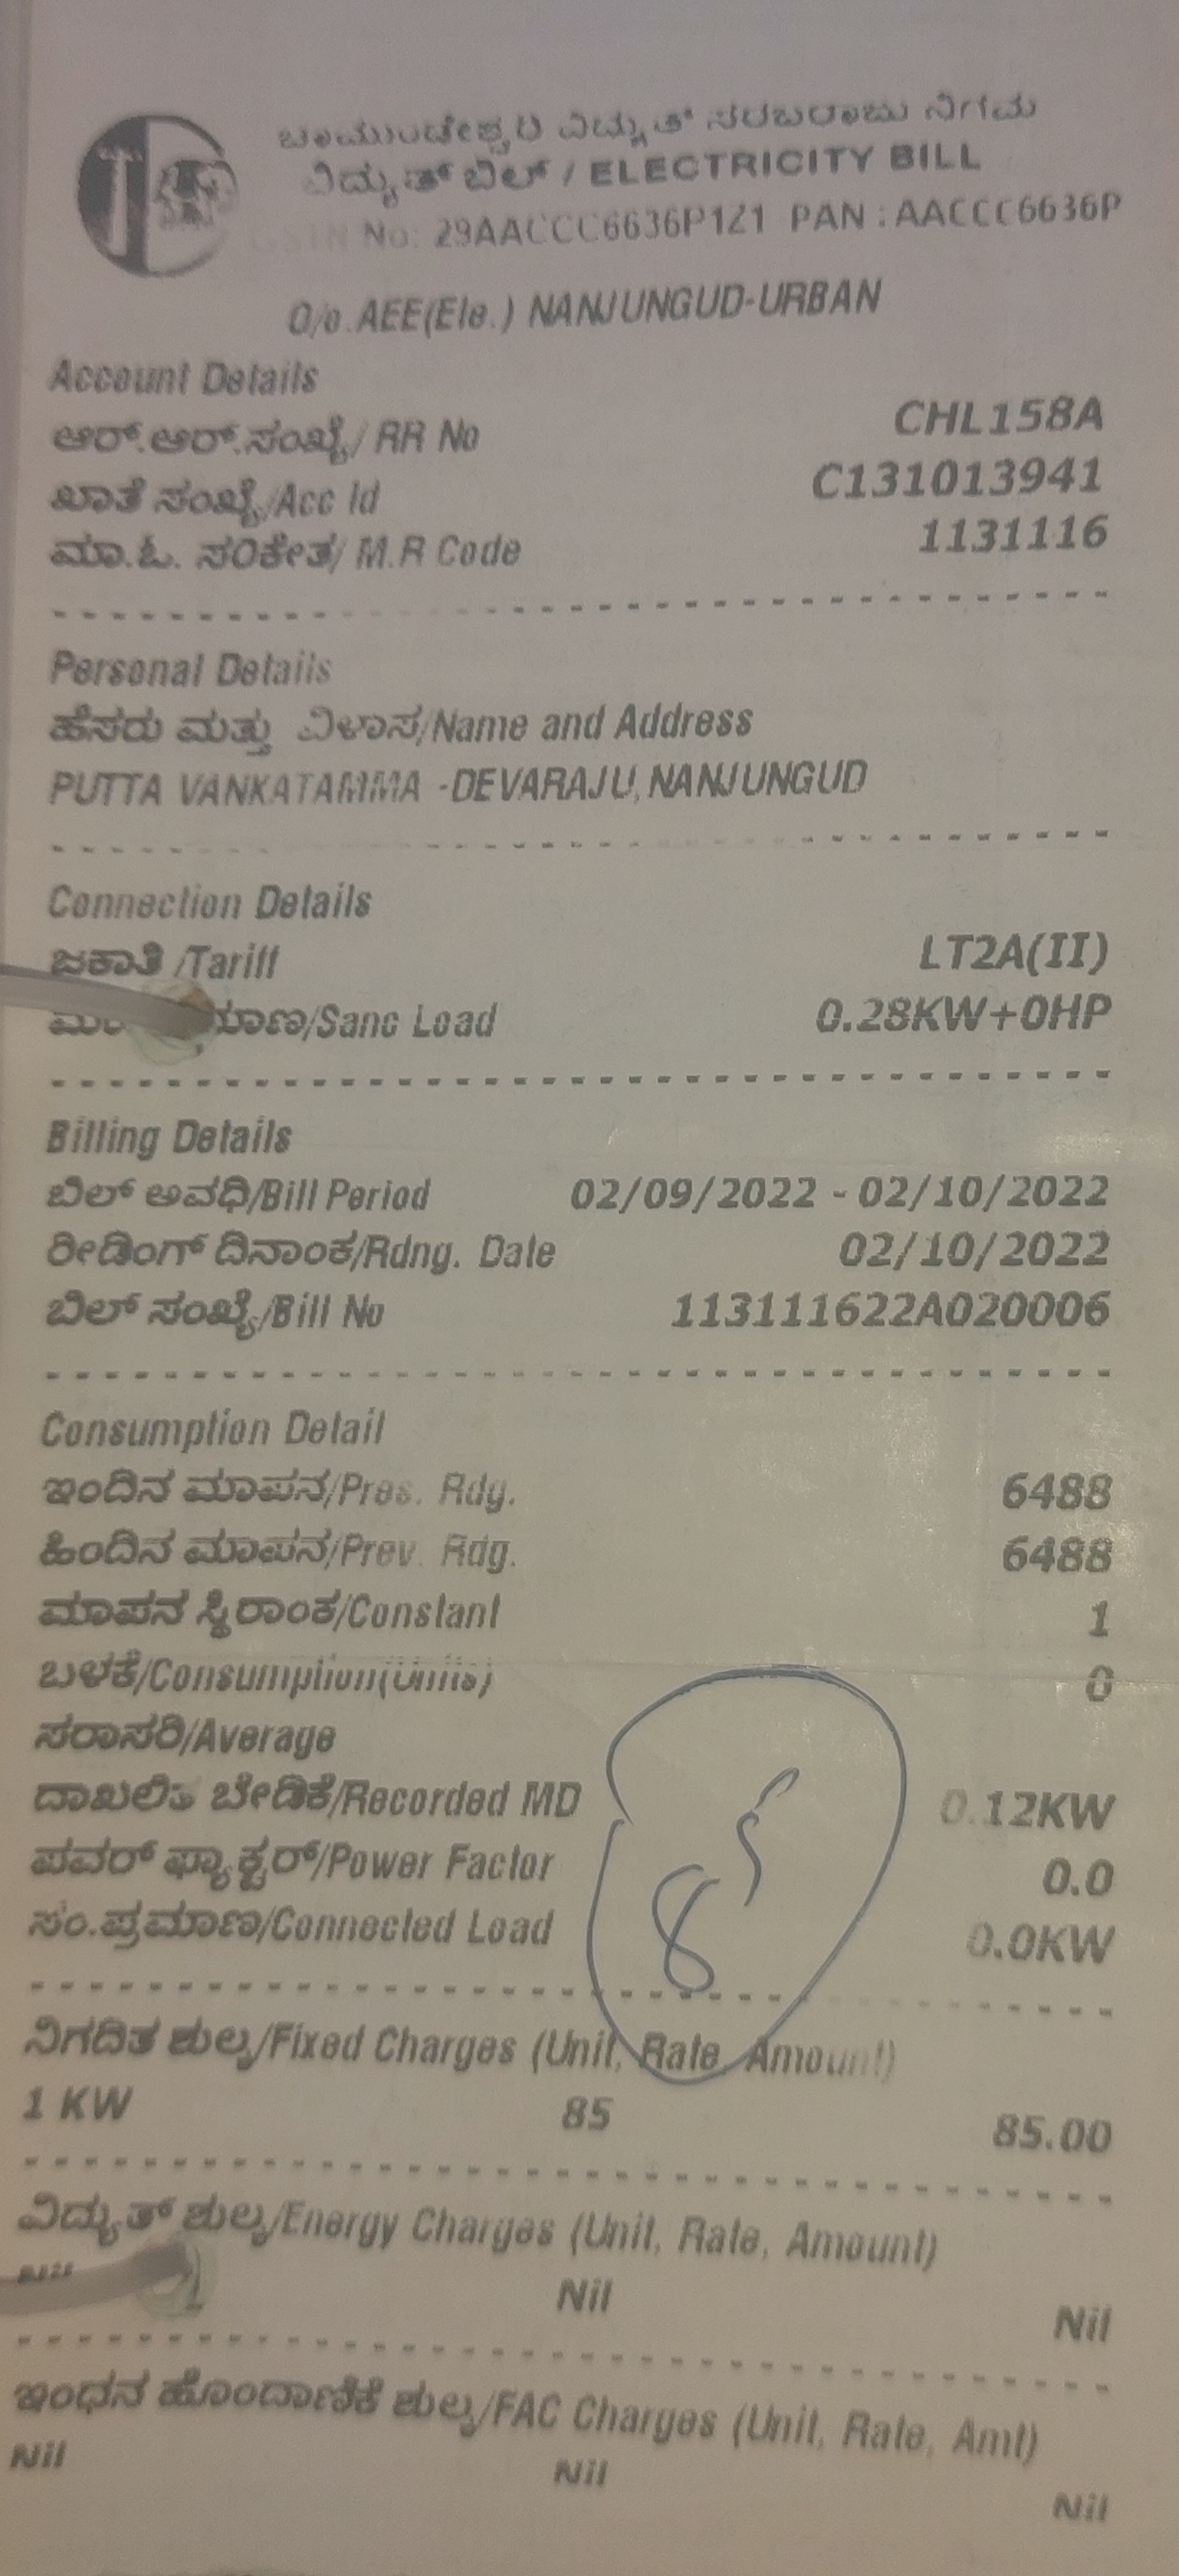 ಚಾಮುಂಡೇಶ್ವರಿ ವಿದ್ಯುತ್ ಸರಬರಾಜು ನಿಗಮ
ವಿದ್ಯುತ್ ಬಿಲ್ / ELECTRICITY BILL
GSTN No: 29AACCC6636P1Z1 PAN : AACCC6636P
O/o. AEE(Ele.) NANJUNGUD-URBAN
Account Details
ಆರ್.ಆರ್.ಸಂಖ್ಯೆ/ RR No CHL158A
ಖಾತೆ ಸಂಖ್ಯೆ/Acc Id C131013941
ಮಾ.ಓ. ಸಂಕೇತ/ M.R Code 1131116
Personal Details
ಹೆಸರು ಮತ್ತು ವಿಳಾಸ/Name and Address
PUTTA VANKATAMMA -DEVARAJU, NANJUNGUD
Connection Details
ಜಕಾತಿ /Tariff LT2A(II)
/Sanc Load 0.28KW+0HP
Billing Details
ಬಿಲ್ ಅವಧಿ/Bill Period 02/09/2022 - 02/10/2022
ರೀಡಿಂಗ್ ದಿನಾಂಕ/Rdng. Date 02/10/2022
ಬಿಲ್ ಸಂಖ್ಯೆ/Bill No 113111622A020006
Consumption Detail
ಇಂದಿನ ಮಾಪನ/Pres. Rdg. 6488
ಹಿಂದಿನ ಮಾಪನ/Prev. Rdg. 6488
ಮಾಪನ ಸ್ಥಿರಾಂಕ/Constant 1
ಬಳಕೆ/Consumption(Units) 0
ಸರಾಸರಿ/Average
ದಾಖಲಿತ ಬೇಡಿಕೆ/Recorded MD 0.12KW
ಪವರ್ ಫ್ಯಾಕ್ಟರ್/Power Factor 0.0
ಸಂ.ಪ್ರಮಾಣ/Connected Load 0.0KW
85
ನಿಗದಿತ ಶುಲ್ಕ/Fixed Charges (Unit, Rate, Amount)
1 KW 85 85.00
ವಿದ್ಯುತ್ ಶುಲ್ಕ/Energy Charges (Unit, Rate, Amount)
Nil Nil Nil
ಇಂಧನ ಹೊಂದಾಣಿಕೆ ಶುಲ್ಕ/FAC Charges (Unit, Rate, Amt)
Nil Nil Nil